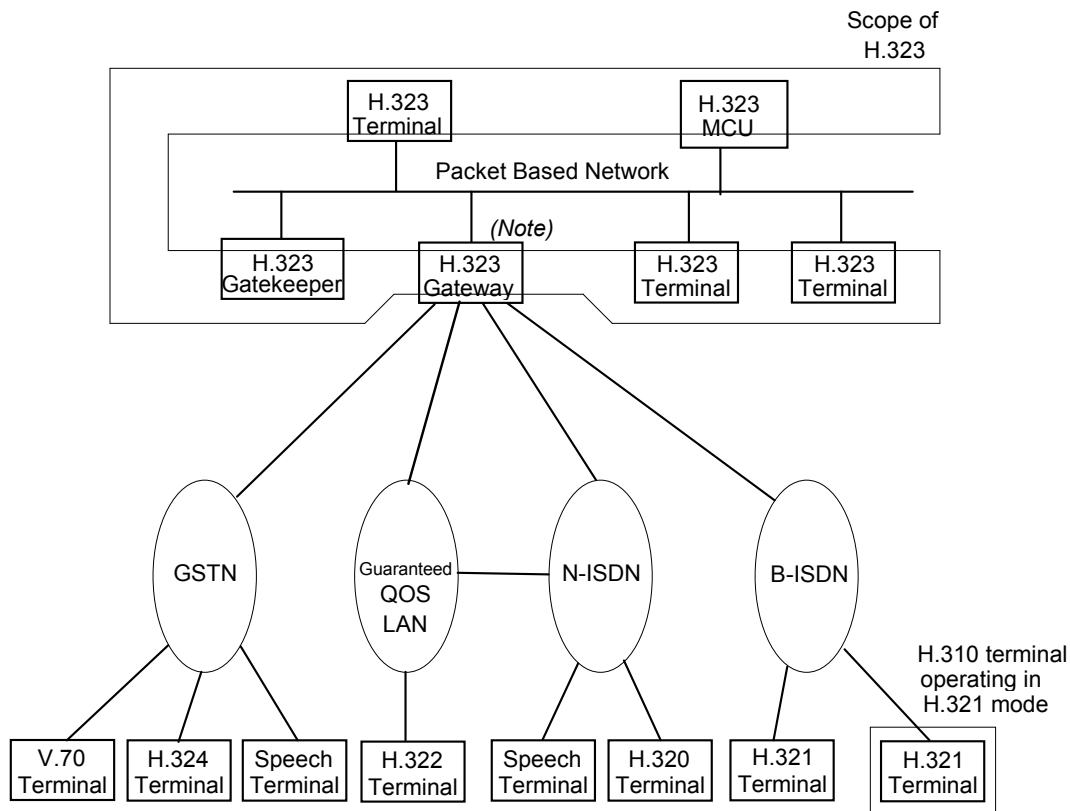 Scope of
H.323
H.323
Terminal
H.323
MCU
Packet Based Network
(Note)
H.323
Gatekeeper
H.323
Gateway
H.323
Terminal
H.323
Terminal
GSTN
Guaranteed
QOS
LAN
N-ISDN
B-ISDN
H.310 terminal
operating in
H.321 mode
V.70
Terminal
H.324
Terminal
Speech
Terminal
H.322
Terminal
Speech
Terminal
H.320
Terminal
H.321
Terminal
H.321
Terminal